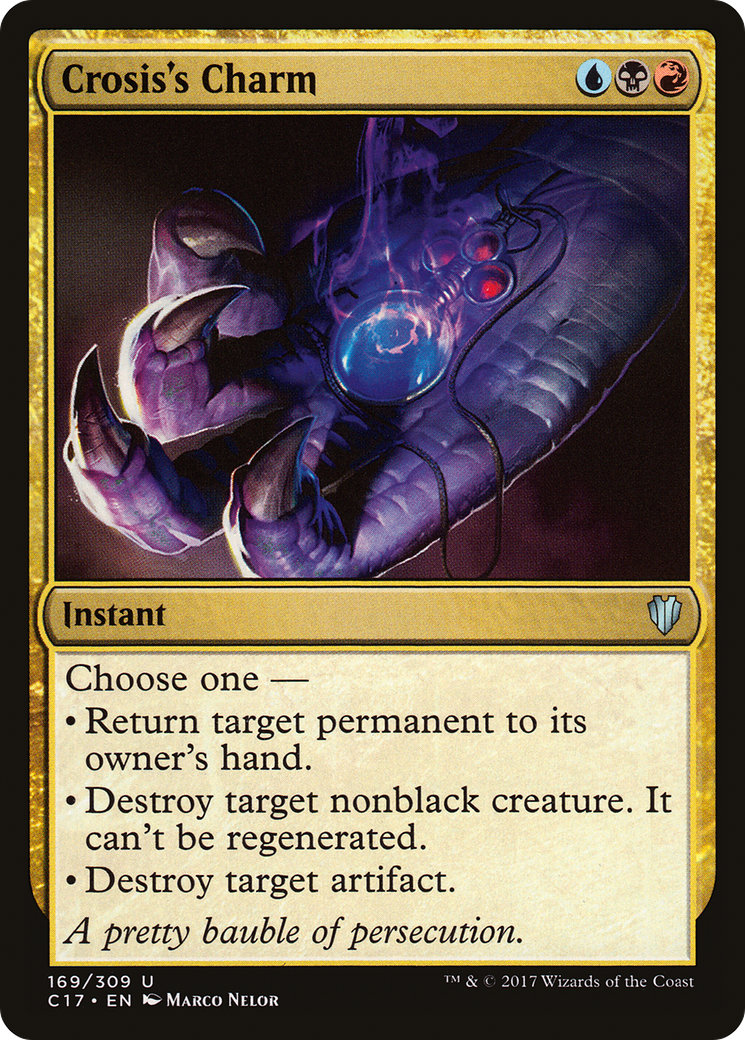 Crosis's Charm
Instant
Choose one —
• Return target permanent to its
owner's hand.
• Destroy target nonblack creature. It
can't be regenerated.
• Destroy target artifact.
A pretty bauble of persecution.
169/309 U
™ & © 2017 Wizards of the Coast
C17 • EN Marco Nelor